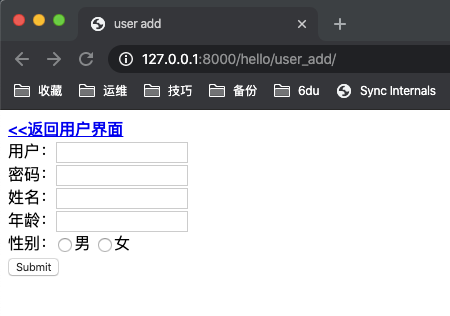 user add
127.0.0.1:8000/hello/user_add/
收藏 运维 技巧 备份 6du Sync Internals
<<返回用户界面
用户：
密码：
姓名：
年龄：
性别： 男 女
Submit